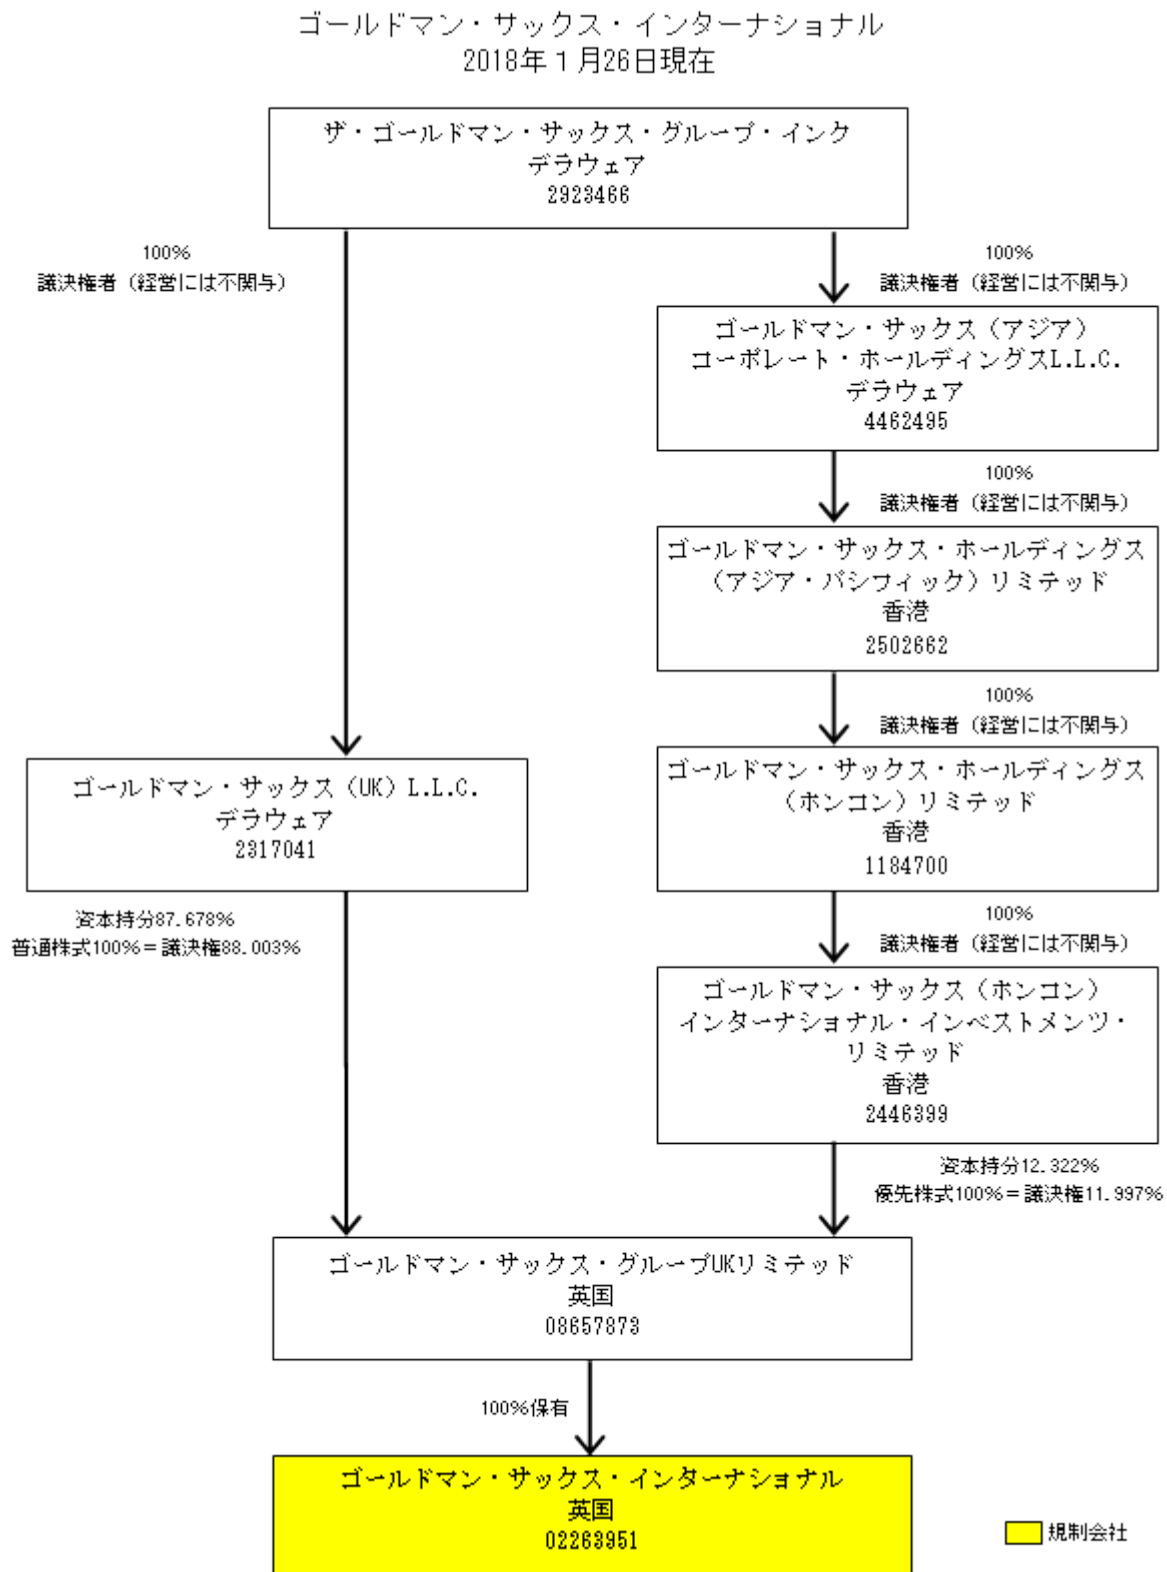 ゴールドマン・サックス・インターナショナル
2018年１月26日現在
ザ・ゴールドマン・サックス・グループ・インク
デラウェア
2923466
100%
議決権者（経営には不関与）
100%
議決権者（経営には不関与）
ゴールドマン・サックス（アジア）
コーポレート・ホールディングスL.L.C.
デラウェア
4462495
100%
議決権者（経営には不関与）
ゴールドマン・サックス・ホールディングス
（アジア・パシフィック）リミテッド
香港
2502662
100%
議決権者（経営には不関与）
ゴールドマン・サックス・ホールディングス
（ホンコン）リミテッド
香港
1184700
ゴールドマン・サックス（UK）L.L.C.
デラウェア
2317041
資本持分87.678%
普通株式100%＝議決権88.003%
100%
議決権者（経営には不関与）
ゴールドマン・サックス（ホンコン）
インターナショナル・インベストメンツ・
リミテッド
香港
2446399
資本持分12.322%
優先株式100%＝議決権11.997%
ゴールドマン・サックス・グループUKリミテッド
英国
08657873
100%保有
ゴールドマン・サックス・インターナショナル
英国
02263951
規制会社